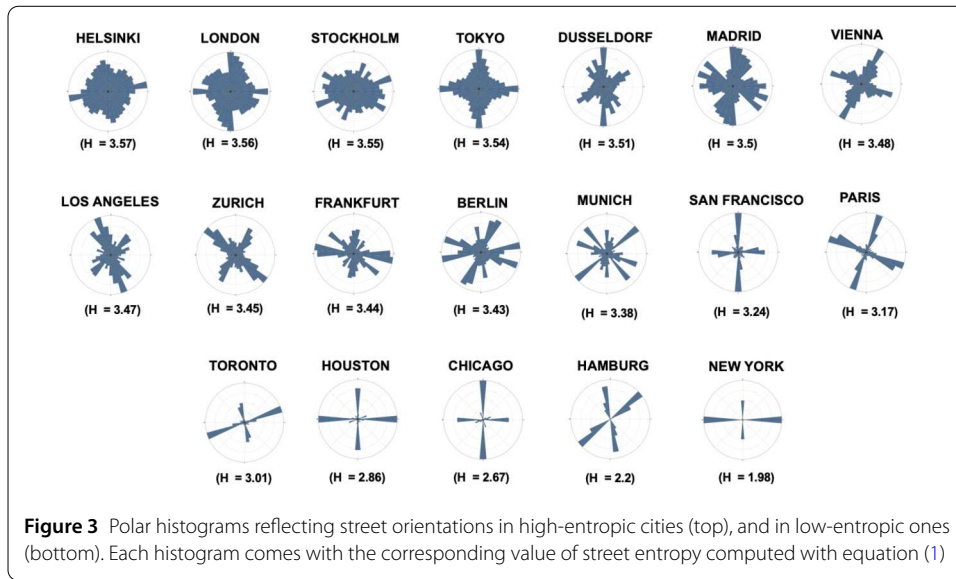 HELSINKI LONDON STOCKHOLM TOKYO DUSSELDORF MADRID VIENNA
(H = 3.57) (H = 3.56) (H = 3.55) (H = 3.54) (H = 3.51) (H = 3.5) (H = 3.48)
LOS ANGELES ZURICH FRANKFURT BERLIN MUNICH SAN FRANCISCO PARIS
(H = 3.47) (H = 3.45) (H = 3.44) (H = 3.43) (H = 3.38) (H = 3.24) (H = 3.17)
TORONTO HOUSTON CHICAGO HAMBURG NEW YORK
(H = 3.01) (H = 2.86) (H = 2.67) (H = 2.2) (H = 1.98)
Figure 3 Polar histograms reflecting street orientations in high-entropic cities (top), and in low-entropic ones
(bottom). Each histogram comes with the corresponding value of street entropy computed with equation (1)